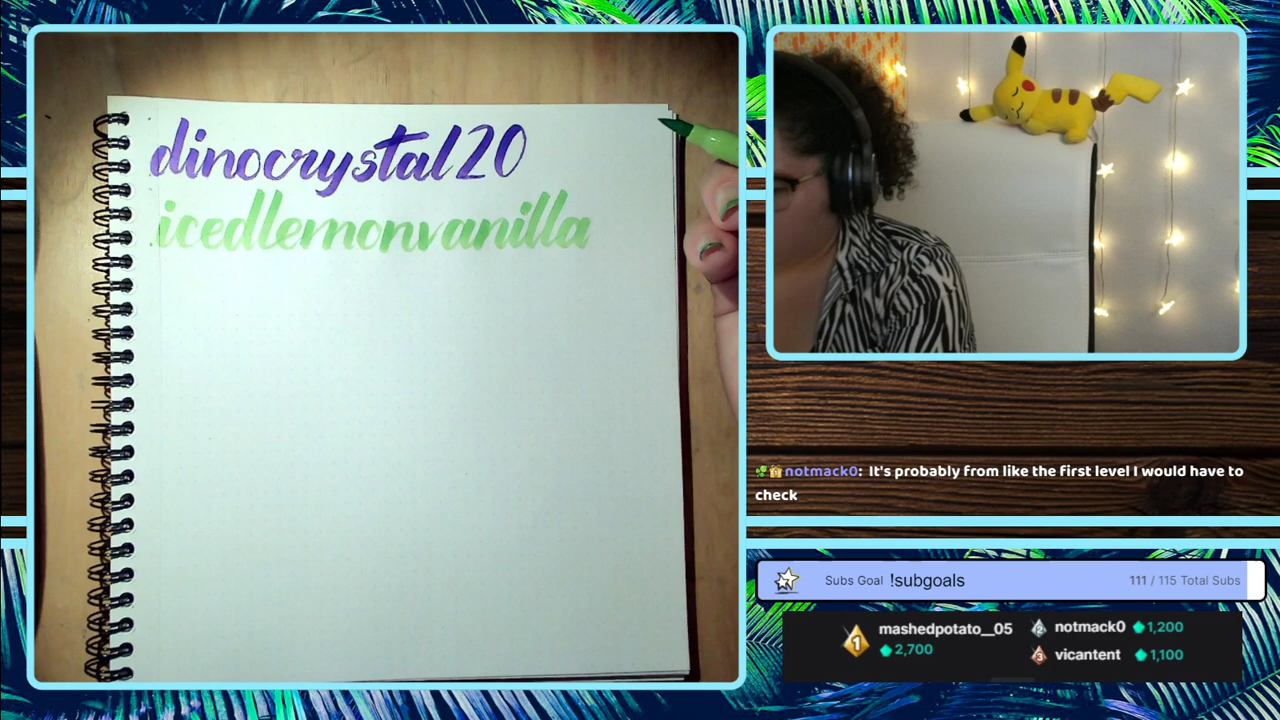 dinocrystal20
icedlemonvanilla
notmack0: It's probably from like the first level I would have to
check
Subs Goal !subgoals 111 / 115 Total Subs
1 mashedpotato__05 2,700
2 notmack0 1,200
3 vicantent 1,100